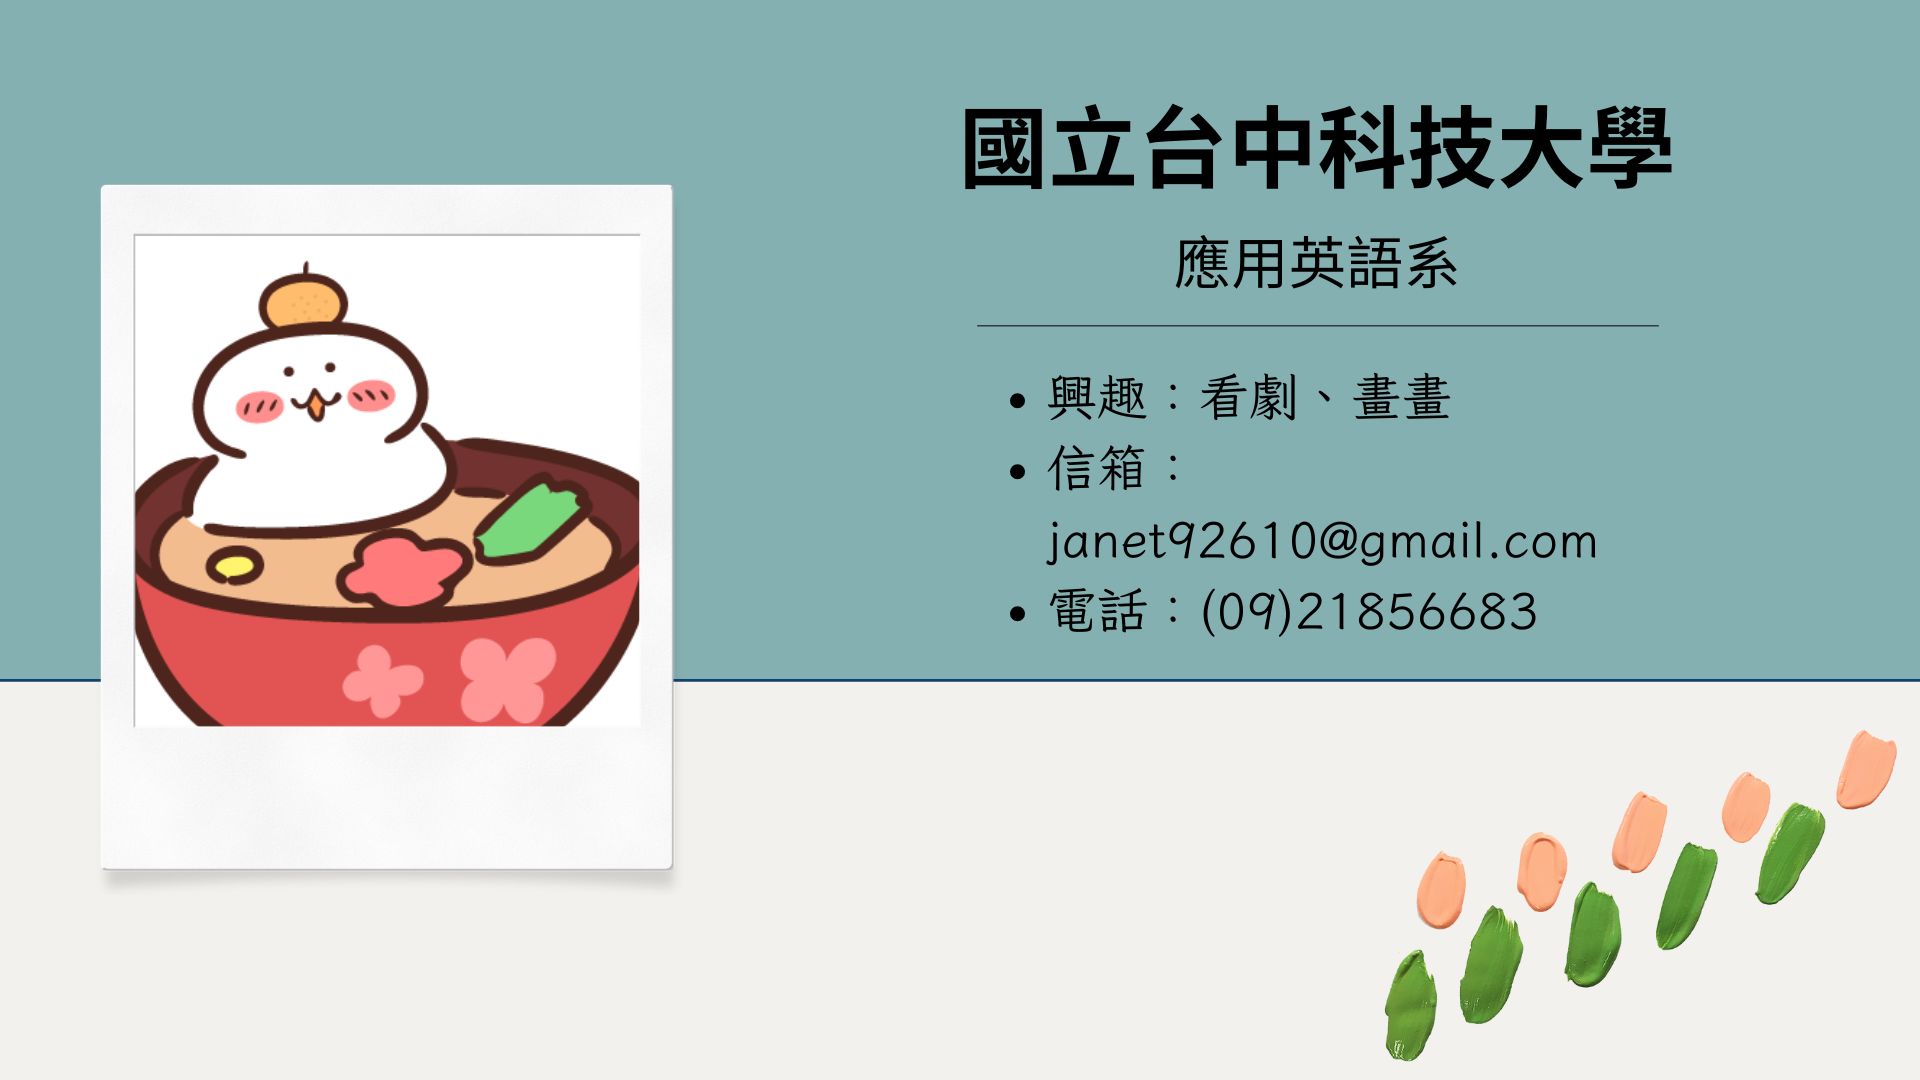 國立台中科技大學
應用英語系
• 興趣：看劇、畫畫
• 信箱：
janet92610@gmail.com
• 電話：(09)21856683